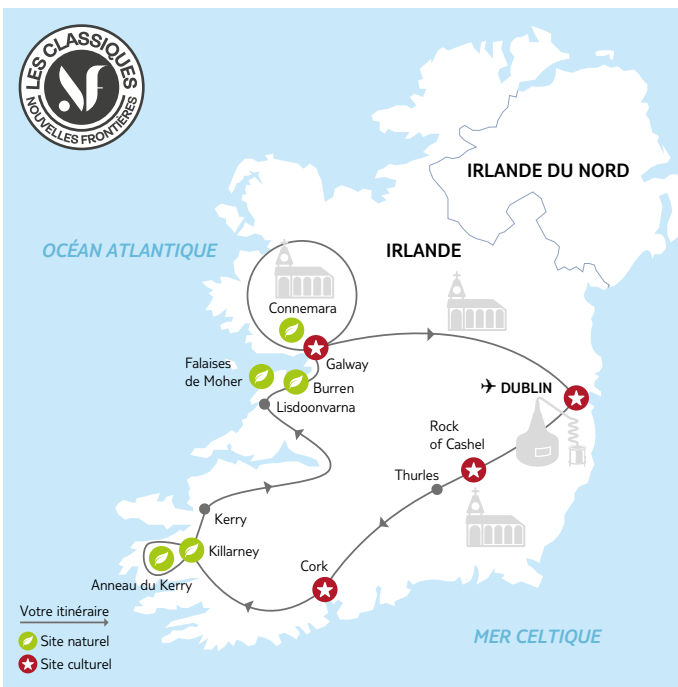 LES CLASSIQUES
NF
NOUVELLES FRONTIÈRES
IRLANDE DU NORD
OCÉAN ATLANTIQUE
IRLANDE
Connemara
Galway
Falaises
de Moher
Burren
Lisdoonvarna
DUBLIN
Rock
of Cashel
Thurles
Kerry
Killarney
Cork
Anneau du Kerry
Votre itinéraire
Site naturel
Site culturel
MER CELTIQUE